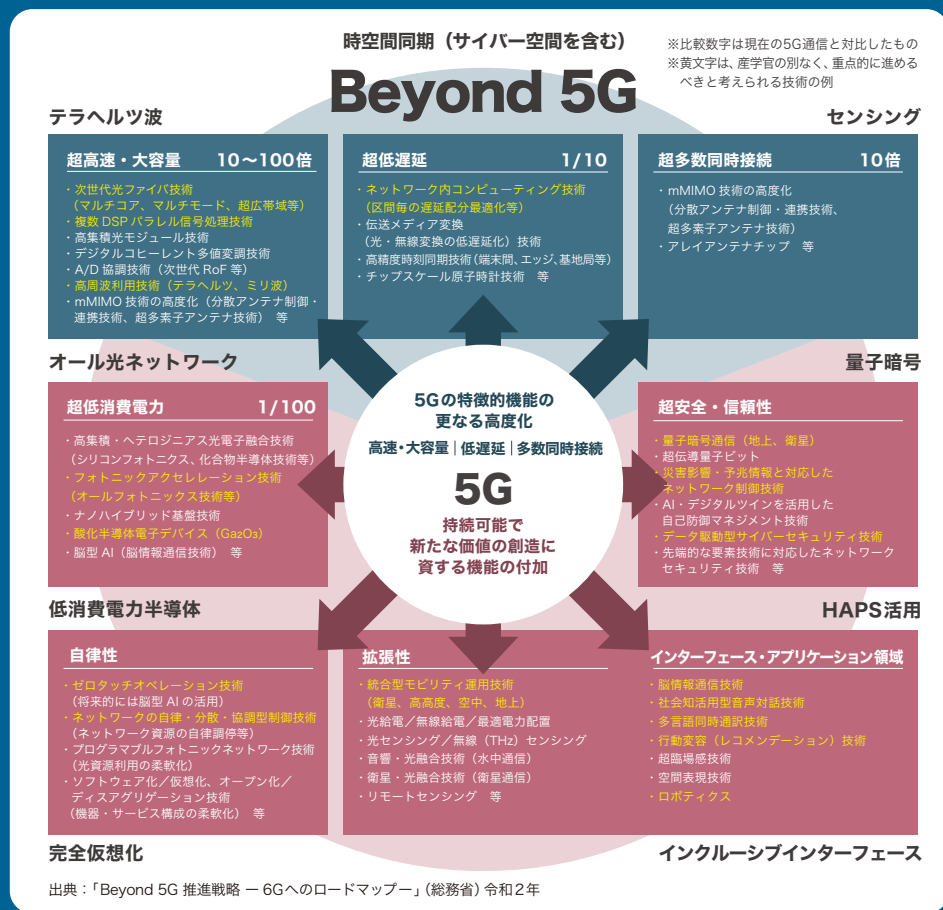 時空間同期（サイバー空間を含む）
Beyond 5G
※比較数字は現在の5G通信と対比したもの
※黄文字は、産学官の別なく、重点的に進める
べきと考えられる技術の例
テラヘルツ波
センシング
超高速・大容量 10～100倍
・次世代光ファイバ技術
（マルチコア、マルチモード、超広帯域等）
・複数 DSP パラレル信号処理技術
・高集積光モジュール技術
・デジタルコヒーレント多値変調技術
・A/D 協調技術（次世代 RoF 等）
・高周波利用技術（テラヘルツ、ミリ波）
・mMIMO 技術の高度化（分散アンテナ制御・
連携技術、超多素子アンテナ技術） 等
超低遅延 1/10
・ネットワーク内コンピューティング技術
（区間毎の遅延配分最適化等）
・伝送メディア変換
（光・無線変換の低遅延化）技術
・高精度時刻同期技術（端末間、エッジ、基地局等）
・チップスケール原子時計技術 等
超多数同時接続 10倍
・mMIMO 技術の高度化
（分散アンテナ制御・連携技術、
超多素子アンテナ技術）
・アレイアンテナチップ 等
オール光ネットワーク
量子暗号
超低消費電力 1/100
・高集積・ヘテロジニアス光電子融合技術
（シリコンフォトニクス、化合物半導体技術等）
・フォトニックアクセレレーション技術
（オールフォトニックス技術等）
・ナノハイブリッド基盤技術
・酸化半導体電子デバイス（Ga₂O₃）
・脳型 AI（脳情報通信技術） 等
5Gの特徴的機能の
更なる高度化
高速・大容量｜低遅延｜多数同時接続
5G
持続可能で
新たな価値の創造に
資する機能の付加
超安全・信頼性
・量子暗号通信（地上、衛星）
・超伝導量子ビット
・災害影響・予兆情報と対応した
ネットワーク制御技術
・AI・デジタルツインを活用した
自己防御マネジメント技術
・データ駆動型サイバーセキュリティ技術
・先端的な要素技術に対応したネットワーク
セキュリティ技術 等
低消費電力半導体
HAPS活用
自律性
・ゼロタッチオペレーション技術
（将来的には脳型 AI の活用）
・ネットワークの自律・分散・協調型制御技術
（ネットワーク資源の自律調停等）
・プログラマブルフォトニックネットワーク技術
（光資源利用の柔軟化）
・ソフトウェア化／仮想化、オープン化／
ディスアグリゲーション技術
（機器・サービス構成の柔軟化） 等
拡張性
・統合型モビリティ運用技術
（衛星、高高度、空中、地上）
・光給電／無線給電／最適電力配置
・光センシング／無線（THz）センシング
・音響・光融合技術（水中通信）
・衛星・光融合技術（衛星通信）
・リモートセンシング 等
インターフェース・アプリケーション領域
・脳情報通信技術
・社会知活用型音声対話技術
・多言語同時通訳技術
・行動変容（レコメンデーション）技術
・超臨場感技術
・空間表現技術
・ロボティクス
完全仮想化
インクルーシブインターフェース
出典：「Beyond 5G 推進戦略 ー 6Gへのロードマップー」（総務省）令和2年